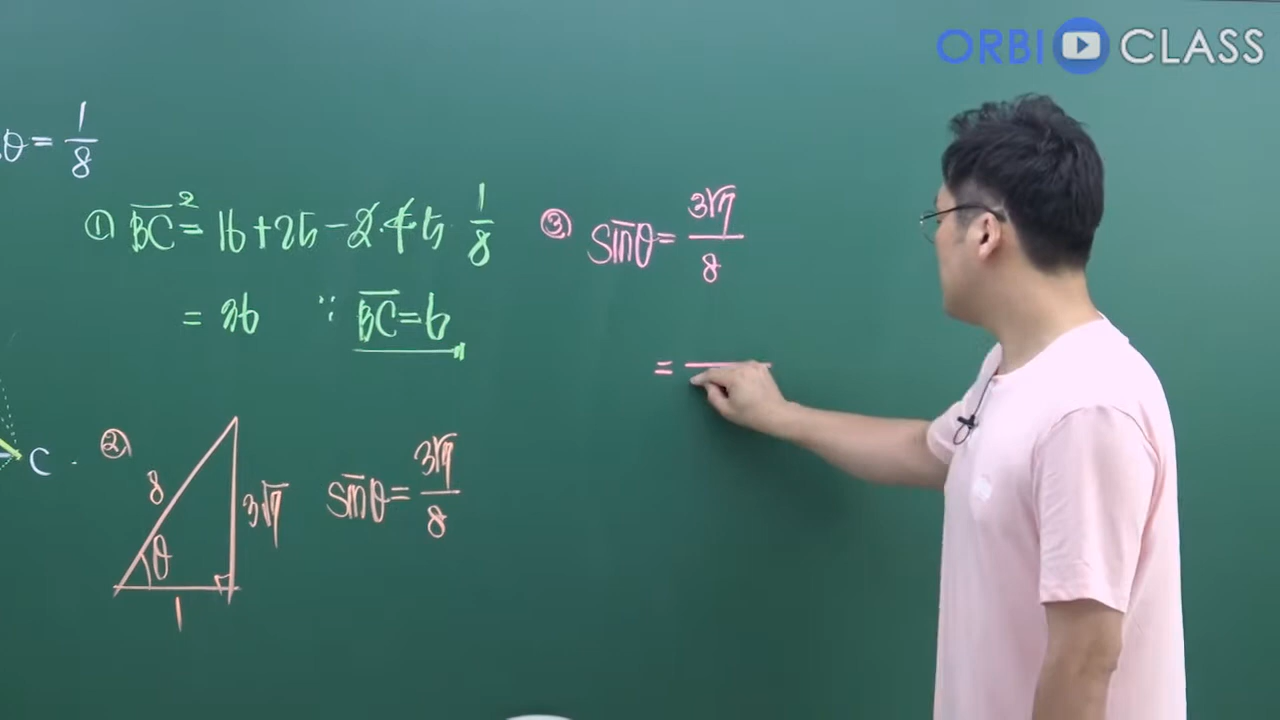 ORBI CLASS
θ = 1/8
① BC² = 16 + 25 - 2·4·5·1/8
= 36 ∵ BC = 6
C
② 8 θ 1 3√7
sinθ = 3√7/8
③ sinθ = 3√7/8
=